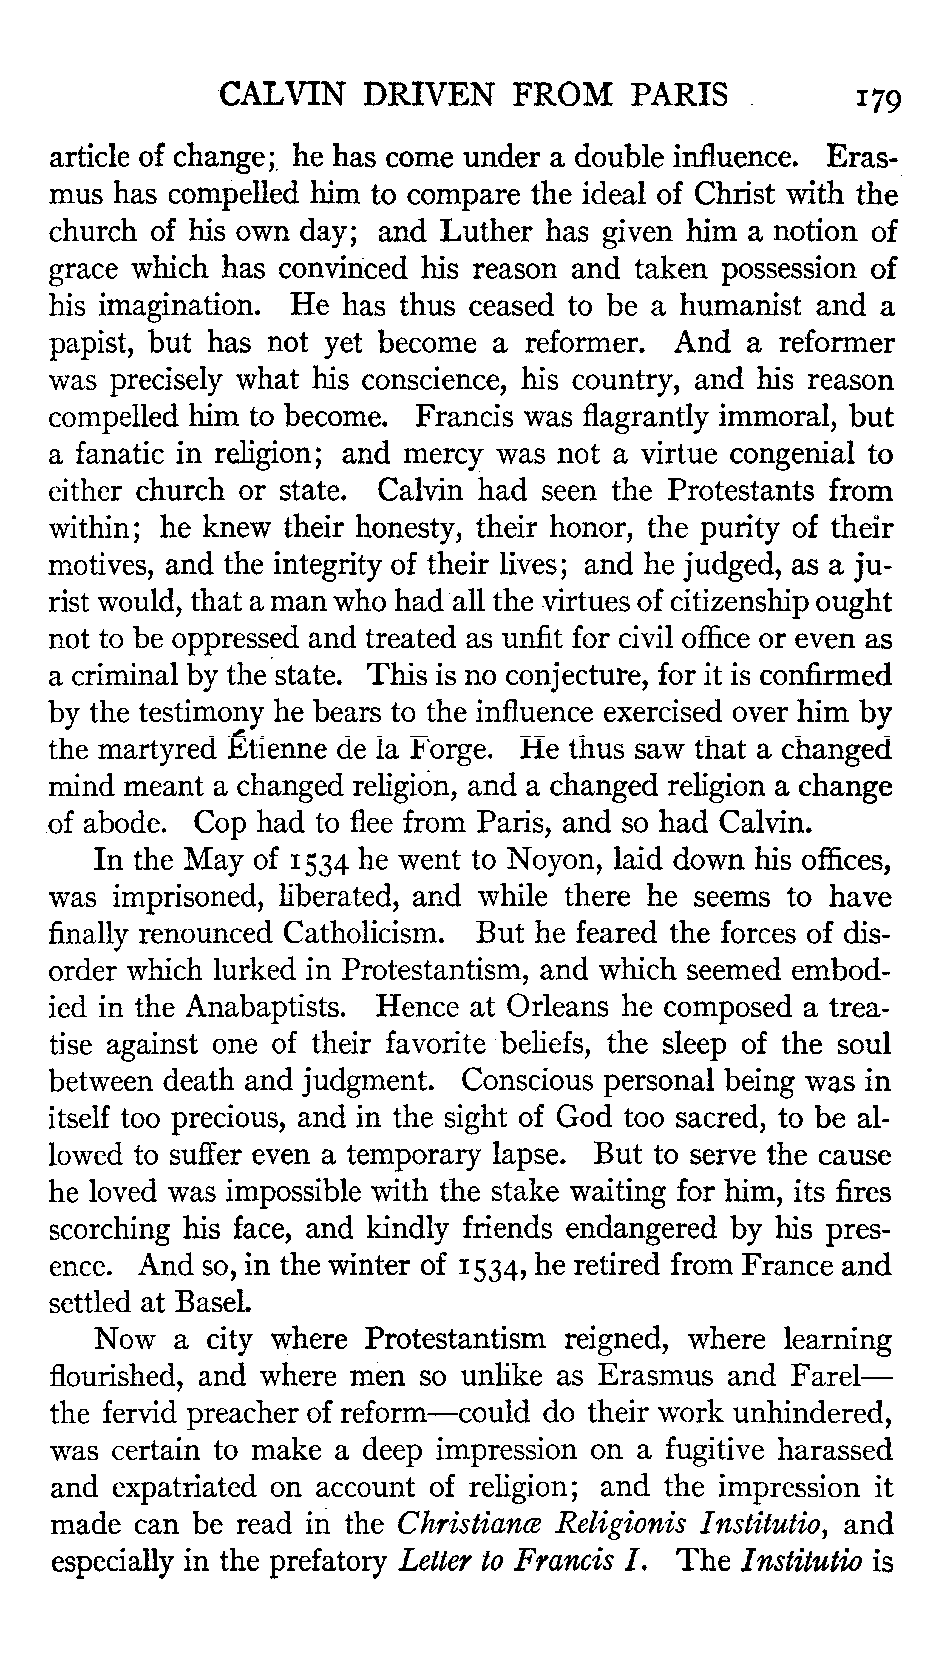 CALVIN DRIVEN FROM PARIS 179
article of change; he has come under a double influence. Eras-
mus has compelled him to compare the ideal of Christ with the
church of his own day; and Luther has given him a notion of
grace which has convinced his reason and taken possession of
his imagination. He has thus ceased to be a humanist and a
papist, but has not yet become a reformer. And a reformer
was precisely what his conscience, his country, and his reason
compelled him to become. Francis was flagrantly immoral, but
a fanatic in religion; and mercy was not a virtue congenial to
either church or state. Calvin had seen the Protestants from
within; he knew their honesty, their honor, the purity of their
motives, and the integrity of their lives; and he judged, as a ju-
rist would, that a man who had all the virtues of citizenship ought
not to be oppressed and treated as unfit for civil office or even as
a criminal by the state. This is no conjecture, for it is confirmed
by the testimony he bears to the influence exercised over him by
the martyred Étienne de la Forge. He thus saw that a changed
mind meant a changed religion, and a changed religion a change
of abode. Cop had to flee from Paris, and so had Calvin.
In the May of 1534 he went to Noyon, laid down his offices,
was imprisoned, liberated, and while there he seems to have
finally renounced Catholicism. But he feared the forces of dis-
order which lurked in Protestantism, and which seemed embod-
ied in the Anabaptists. Hence at Orleans he composed a trea-
tise against one of their favorite beliefs, the sleep of the soul
between death and judgment. Conscious personal being was in
itself too precious, and in the sight of God too sacred, to be al-
lowed to suffer even a temporary lapse. But to serve the cause
he loved was impossible with the stake waiting for him, its fires
scorching his face, and kindly friends endangered by his pres-
ence. And so, in the winter of 1534, he retired from France and
settled at Basel.
Now a city where Protestantism reigned, where learning
flourished, and where men so unlike as Erasmus and Farel—
the fervid preacher of reform—could do their work unhindered,
was certain to make a deep impression on a fugitive harassed
and expatriated on account of religion; and the impression it
made can be read in the Christianæ Religionis Institutio, and
especially in the prefatory Letter to Francis I. The Institutio is